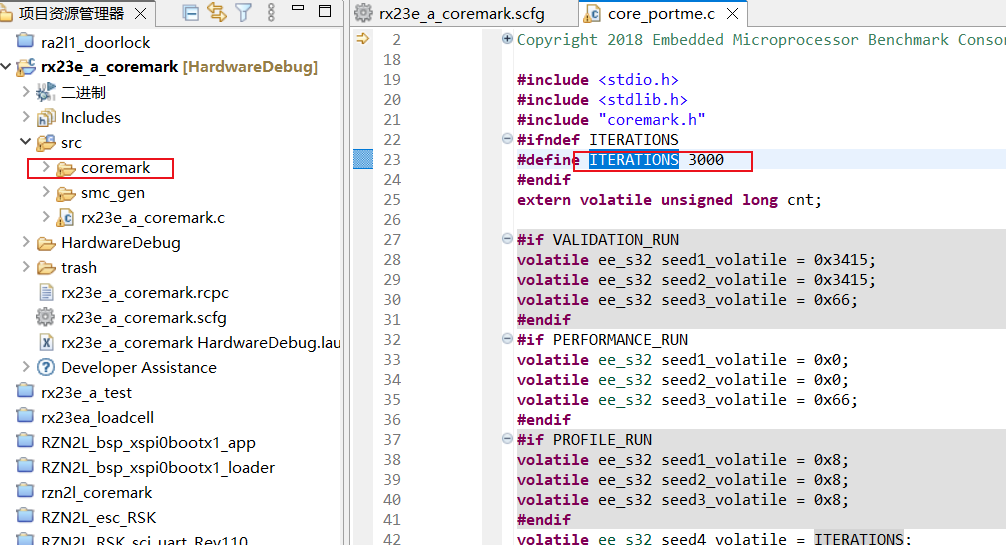 项目资源管理器
ra2l1_doorlock
rx23e_a_coremark [HardwareDebug]
二进制
Includes
src
coremark
smc_gen
rx23e_a_coremark.c
HardwareDebug
trash
rx23e_a_coremark.rcpc
rx23e_a_coremark.scfg
rx23e_a_coremark HardwareDebug.lau
Developer Assistance
rx23e_a_test
rx23ea_loadcell
RZN2L_bsp_xspi0bootx1_app
RZN2L_bsp_xspi0bootx1_loader
rzn2l_coremark
RZN2L_esc_RSK
RZN2L_RSK_sci_uart_Rev110
rx23e_a_coremark.scfg
core_portme.c
2 Copyright 2018 Embedded Microprocessor Benchmark Conso
18
19 #include <stdio.h>
20 #include <stdlib.h>
21 #include "coremark.h"
22 #ifndef ITERATIONS
23 #define ITERATIONS 3000
24 #endif
25 extern volatile unsigned long cnt;
26
27 #if VALIDATION_RUN
28 volatile ee_s32 seed1_volatile = 0x3415;
29 volatile ee_s32 seed2_volatile = 0x3415;
30 volatile ee_s32 seed3_volatile = 0x66;
31 #endif
32 #if PERFORMANCE_RUN
33 volatile ee_s32 seed1_volatile = 0x0;
34 volatile ee_s32 seed2_volatile = 0x0;
35 volatile ee_s32 seed3_volatile = 0x66;
36 #endif
37 #if PROFILE_RUN
38 volatile ee_s32 seed1_volatile = 0x8;
39 volatile ee_s32 seed2_volatile = 0x8;
40 volatile ee_s32 seed3_volatile = 0x8;
41 #endif
42 volatile ee_s32 seed4_volatile = ITERATIONS;